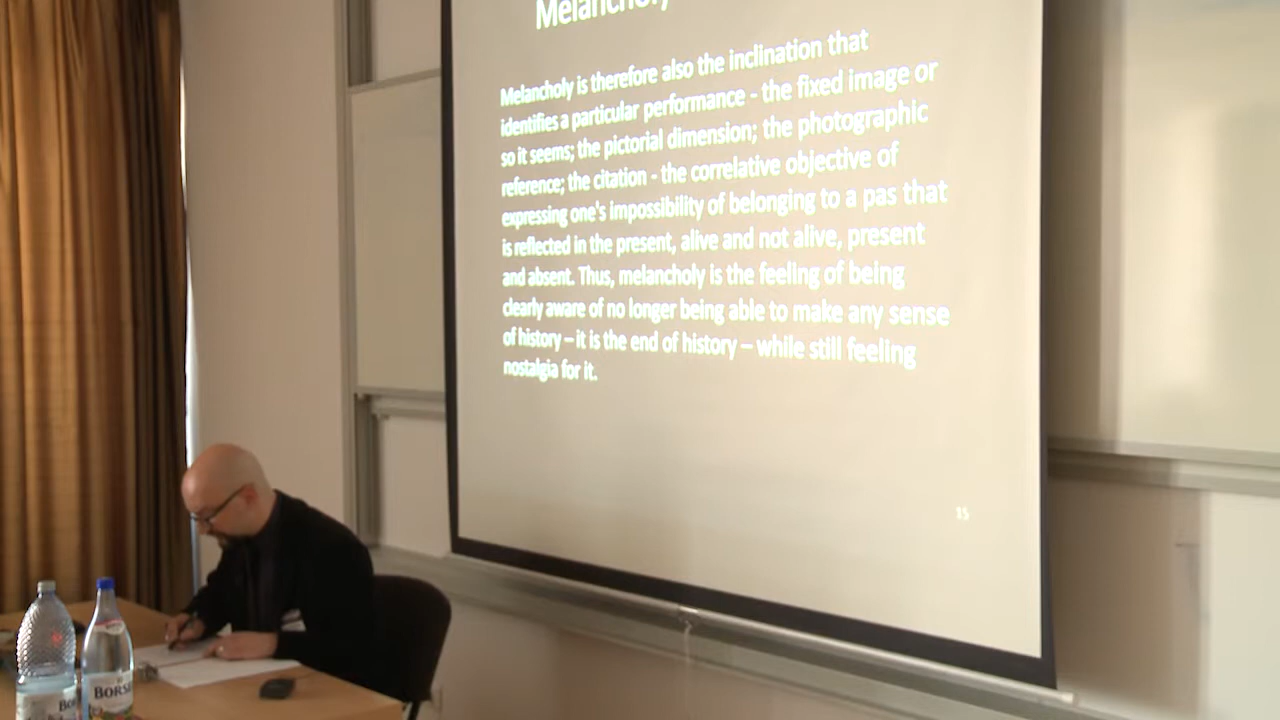 Melancholy
Melancholy is therefore also the inclination that
identifies a particular performance - the fixed image or
so it seems; the pictorial dimension; the photographic
reference; the citation - the correlative objective of
expressing one's impossibility of belonging to a pas that
is reflected in the present, alive and not alive, present
and absent. Thus, melancholy is the feeling of being
clearly aware of no longer being able to make any sense
of history – it is the end of history – while still feeling
nostalgia for it.
15